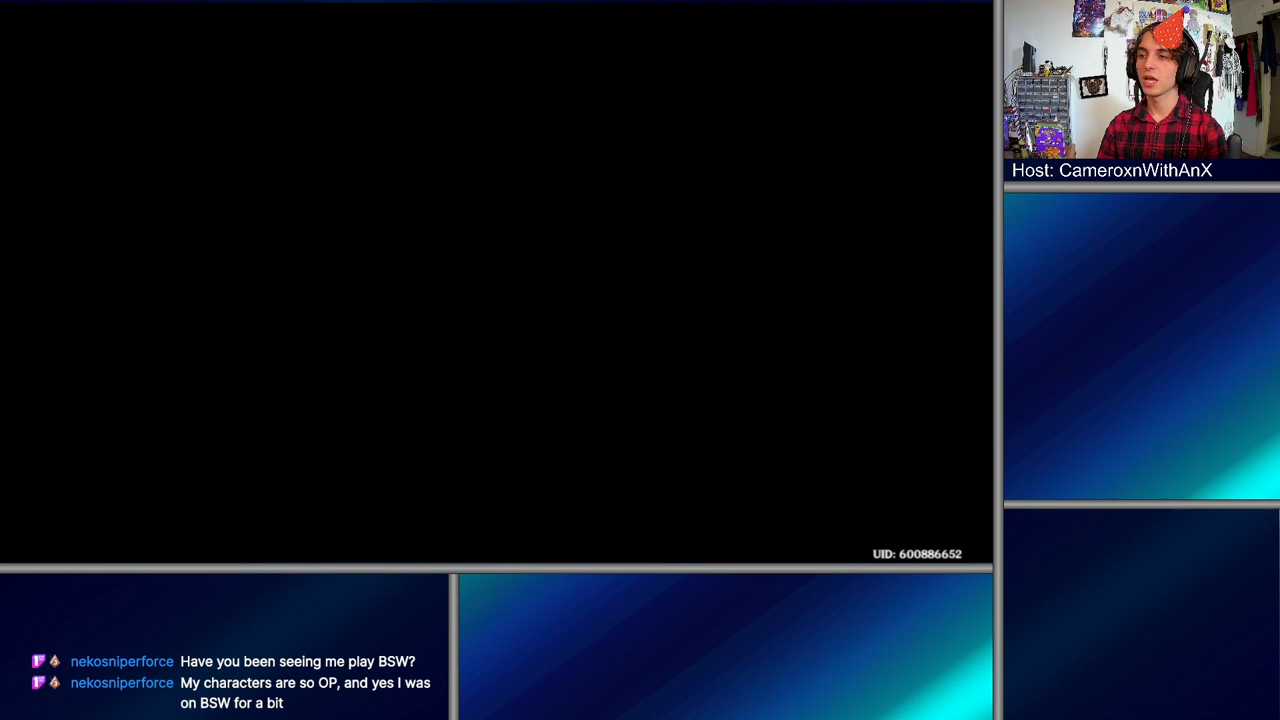 Host: CameroxnWithAnX
UID: 600886652
nekosniperforce Have you been seeing me play BSW?
nekosniperforce My characters are so OP, and yes I was
on BSW for a bit